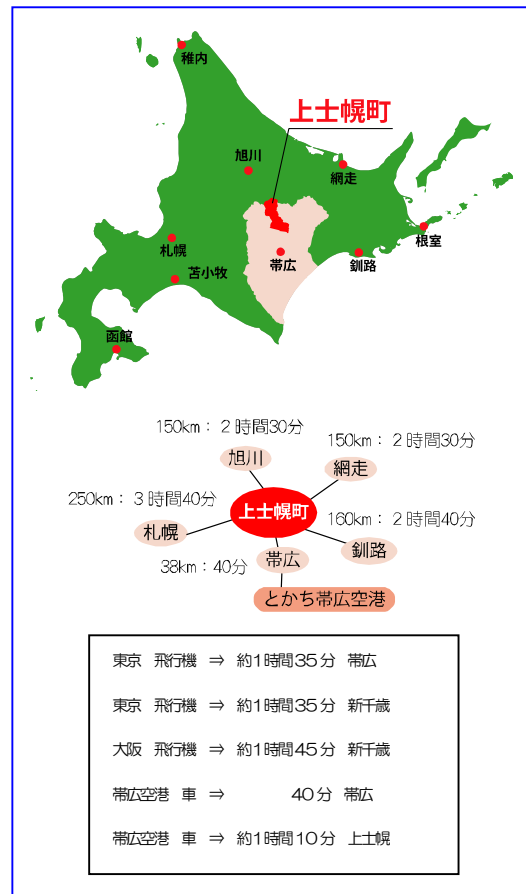 稚内
上士幌町
旭川
網走
根室
札幌
帯広
釧路
苫小牧
函館
150km： 2 時間30分
150km： 2 時間30分
旭川
網走
250km： 3 時間40分
上士幌町
160km： 2 時間40分
札幌
釧路
38km：40分
帯広
とかち帯広空港
東京 飛行機 ⇒ 約1時間35分 帯広
東京 飛行機 ⇒ 約1時間35分 新千歳
大阪 飛行機 ⇒ 約1時間45分 新千歳
帯広空港 車 ⇒ 40分 帯広
帯広空港 車 ⇒ 約1時間10分 上士幌